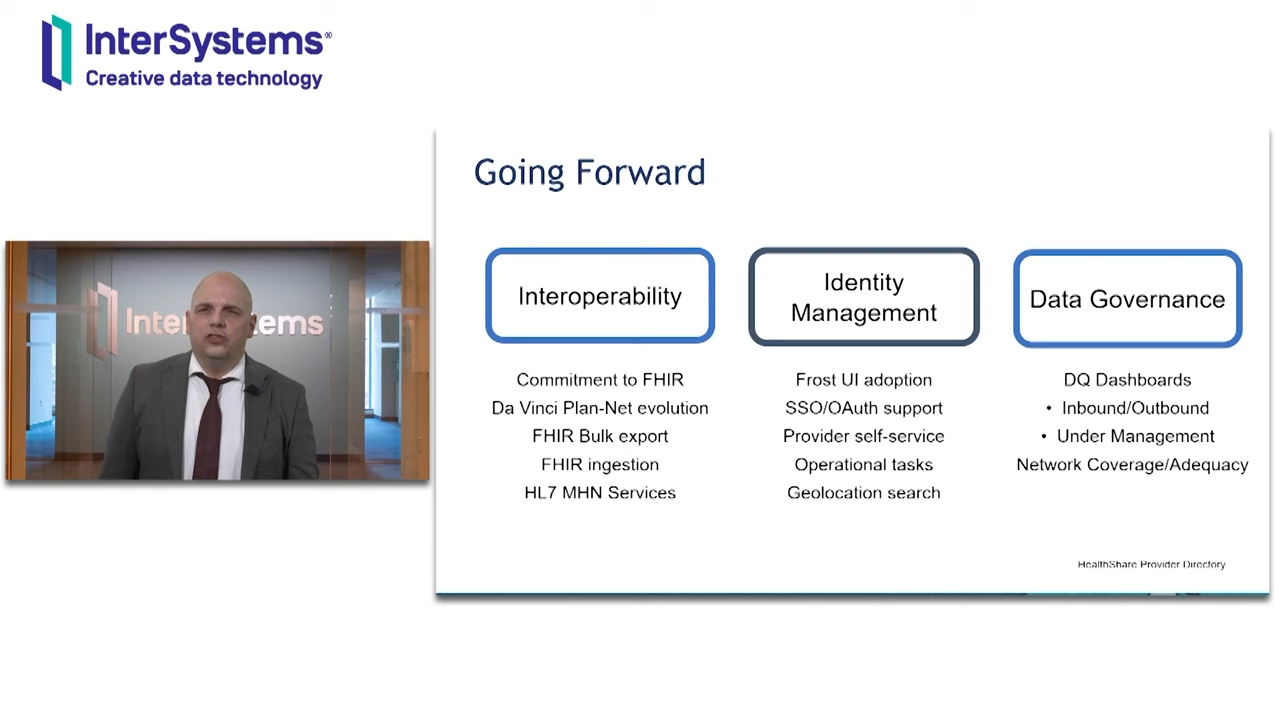 InterSystems®
Creative data technology
Going Forward
Interoperability
Commitment to FHIR
Da Vinci Plan-Net evolution
FHIR Bulk export
FHIR ingestion
HL7 MHN Services
Identity
Management
Frost UI adoption
SSO/OAuth support
Provider self-service
Operational tasks
Geolocation search
Data Governance
DQ Dashboards
• Inbound/Outbound
• Under Management
Network Coverage/Adequacy
HealthShare Provider Directory
Inte ems